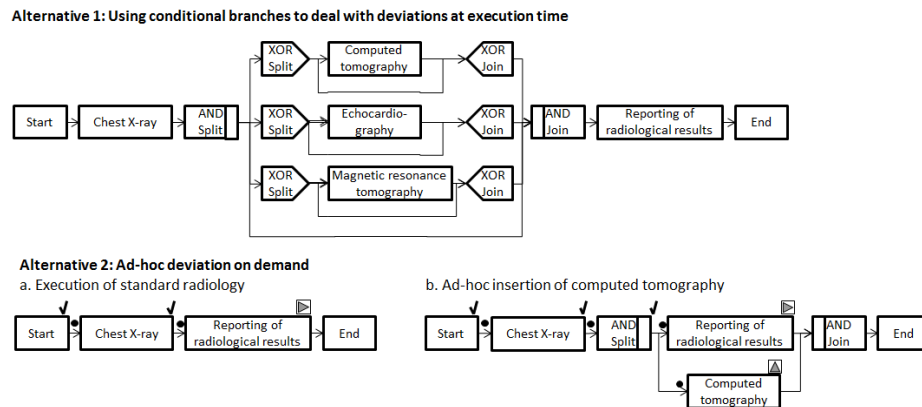 Alternative 1: Using conditional branches to deal with deviations at execution time
XOR
Split
Computed
tomography
XOR
Join
Start
Chest X-ray
AND
Split
XOR
Split
Echocardio-
graphy
XOR
Join
AND
Join
Reporting of
radiological results
End
XOR
Split
Magnetic resonance
tomography
XOR
Join
Alternative 2: Ad-hoc deviation on demand
a. Execution of standard radiology
Start
Chest X-ray
Reporting of
radiological results
End
b. Ad-hoc insertion of computed tomography
Start
Chest X-ray
AND
Split
Reporting of
radiological results
AND
Join
End
Computed
tomography